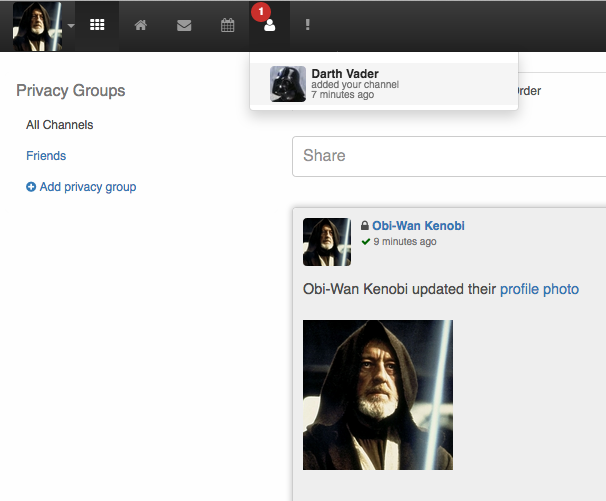 1
Darth Vader
added your channel
7 minutes ago
Privacy Groups
All Channels
Friends
Add privacy group
Share
Obi-Wan Kenobi
9 minutes ago
Obi-Wan Kenobi updated their profile photo